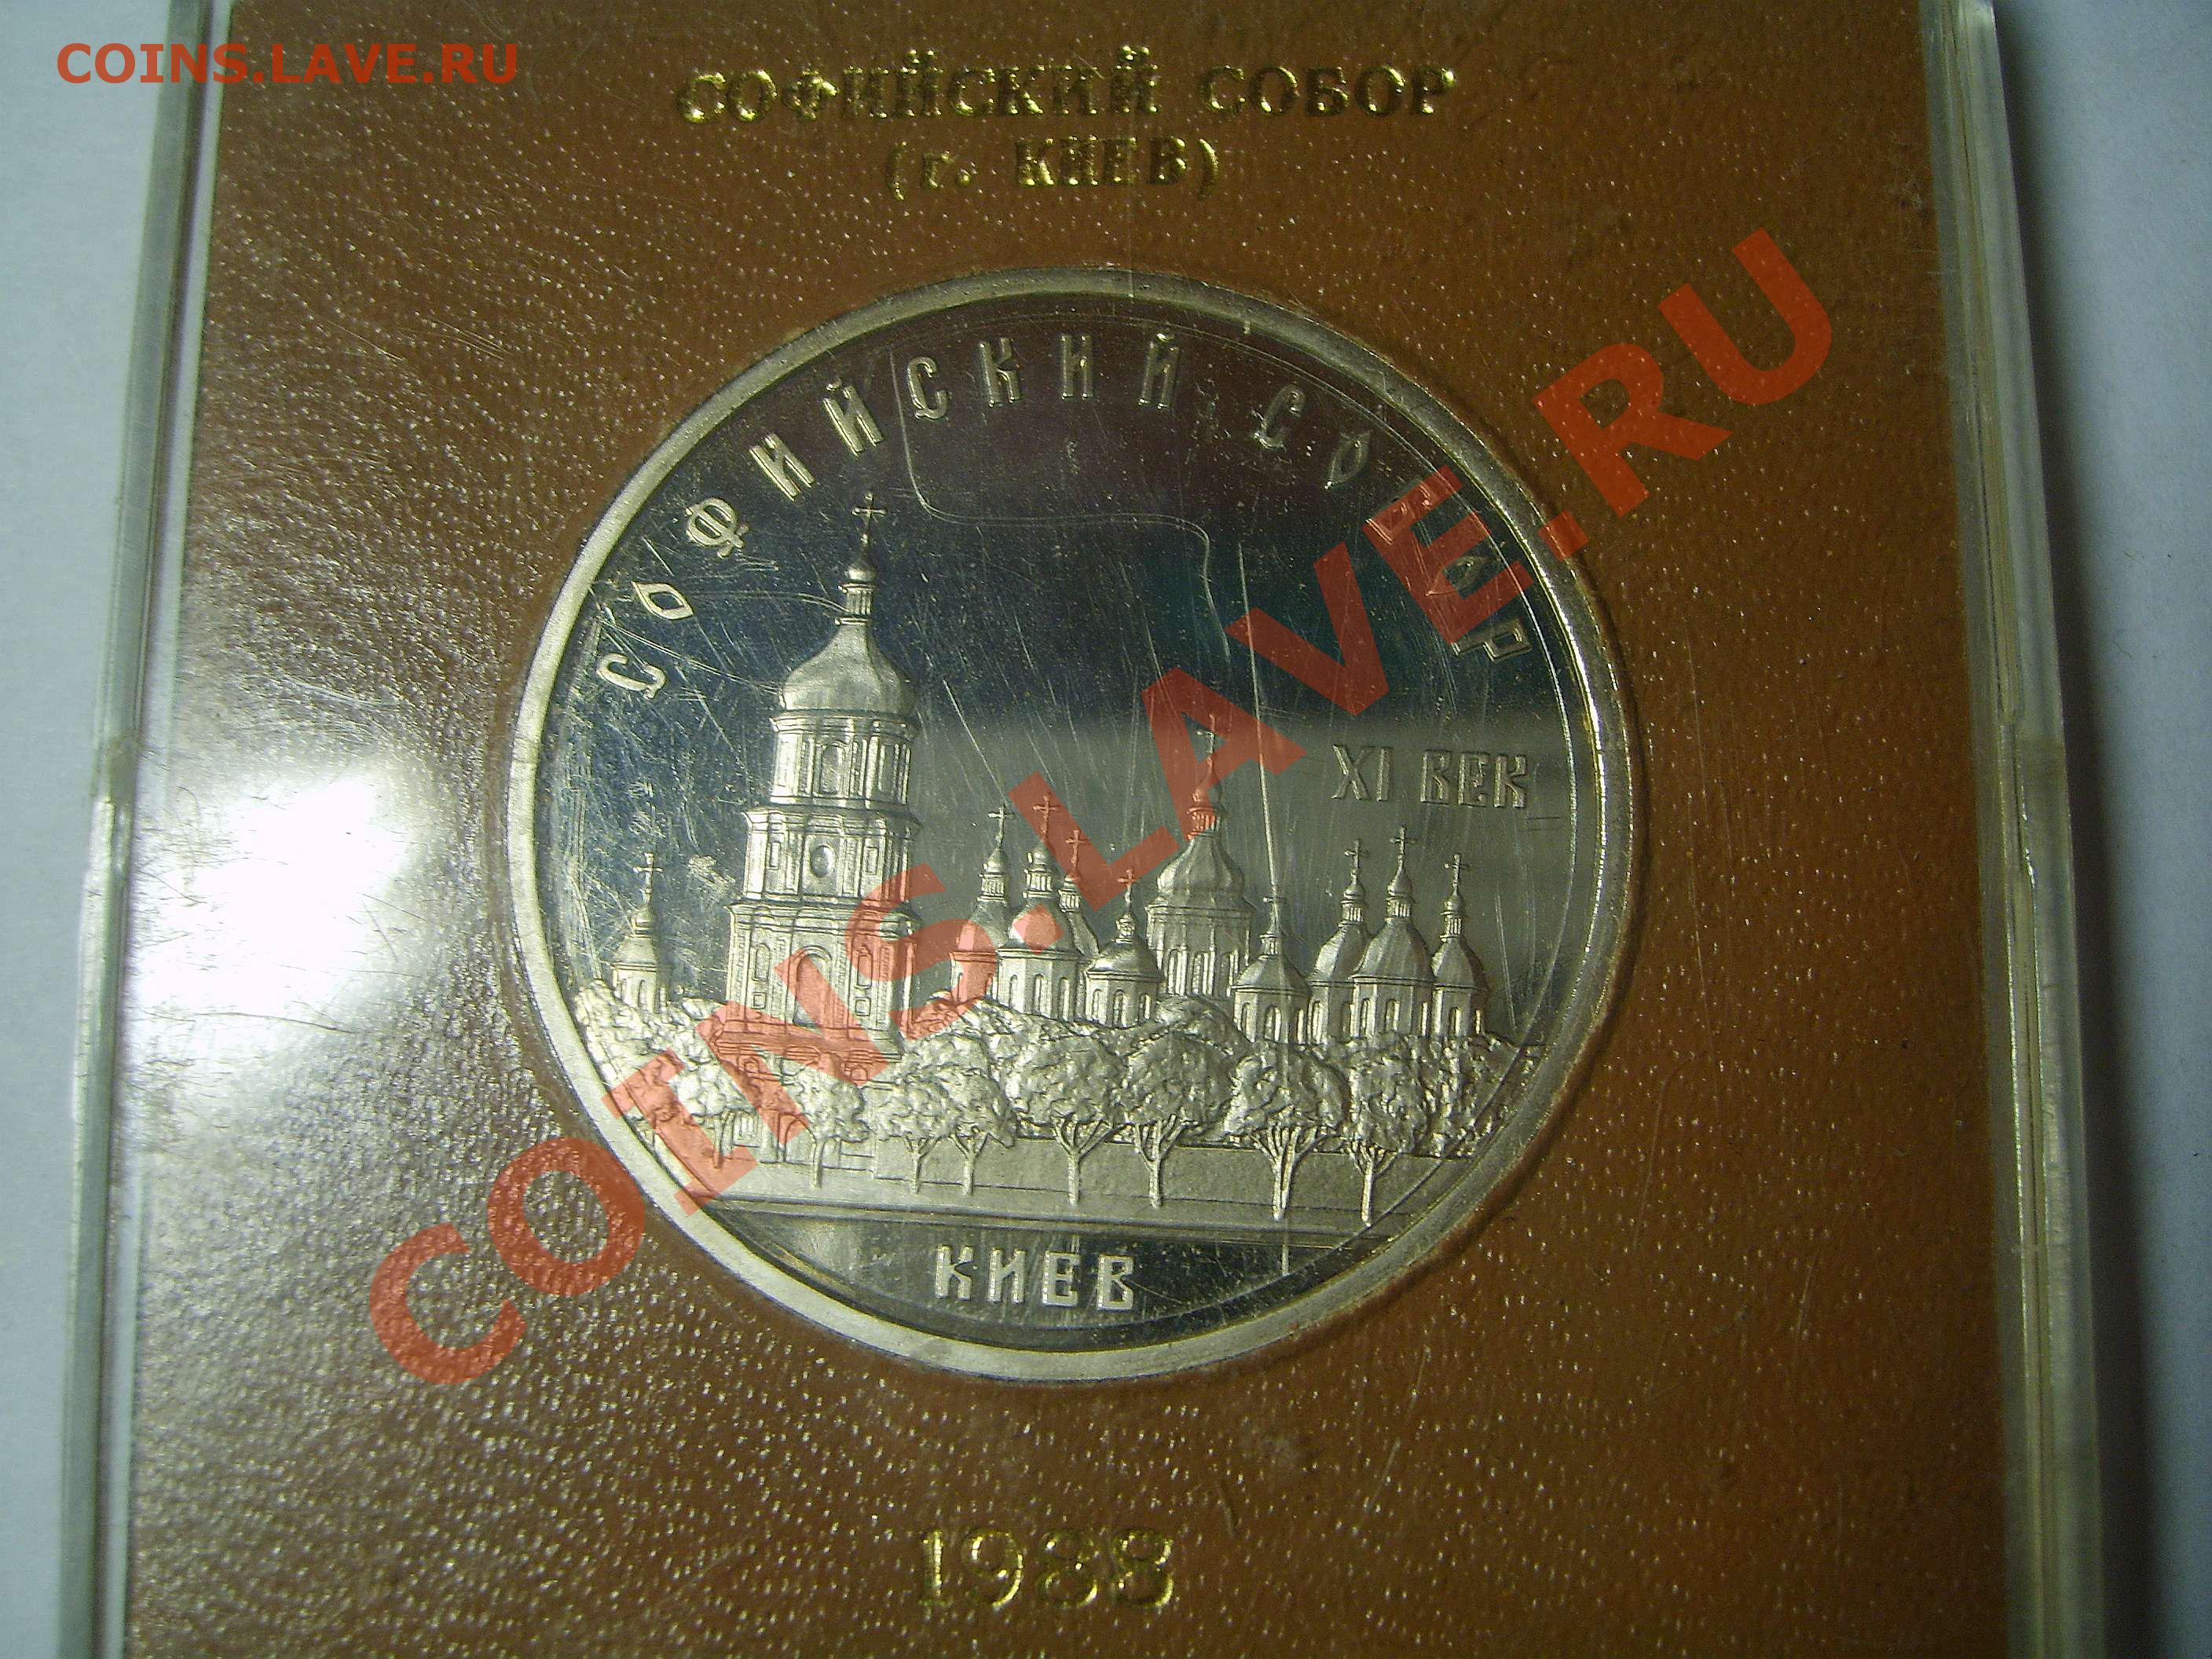 COINS.LAVE.RU
СОФИЙСКИЙ СОБОР
(г. КИЕВ)
СОФИЙСКИЙ СОБОР
XI ВЕК
КИЕВ
1988
COINS.LAVE.RU